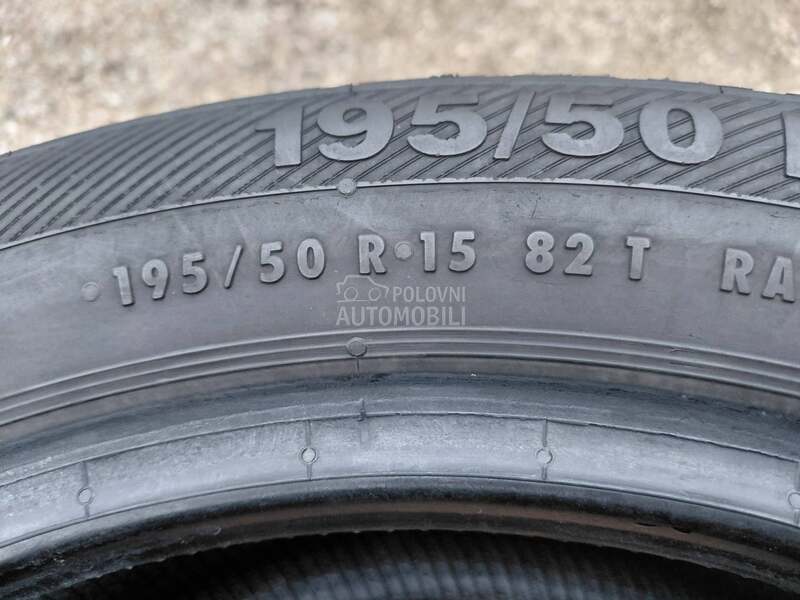 195/50
195/50 R 15 82 T RA
POLOVNI
AUTOMOBILI